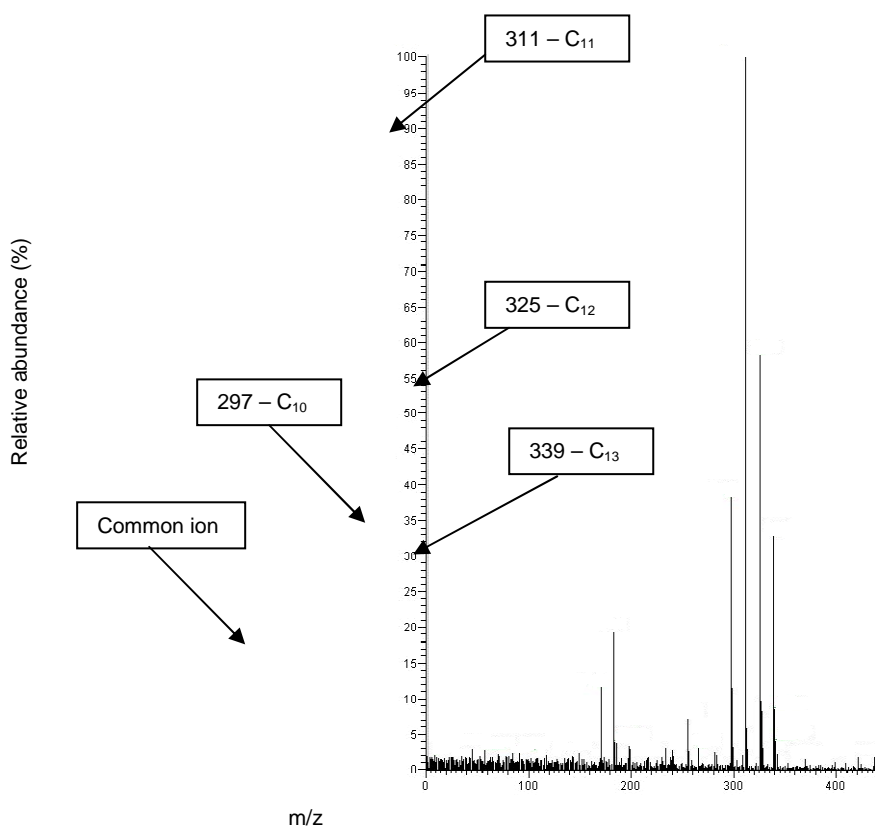 311 – C₁₁
100
95
90
85
80
75
70
65
60
55
50
45
40
35
30
25
20
15
10
5
0
Relative abundance (%)
325 – C₁₂
297 – C₁₀
339 – C₁₃
Common ion
0 100 200 300 400
m/z